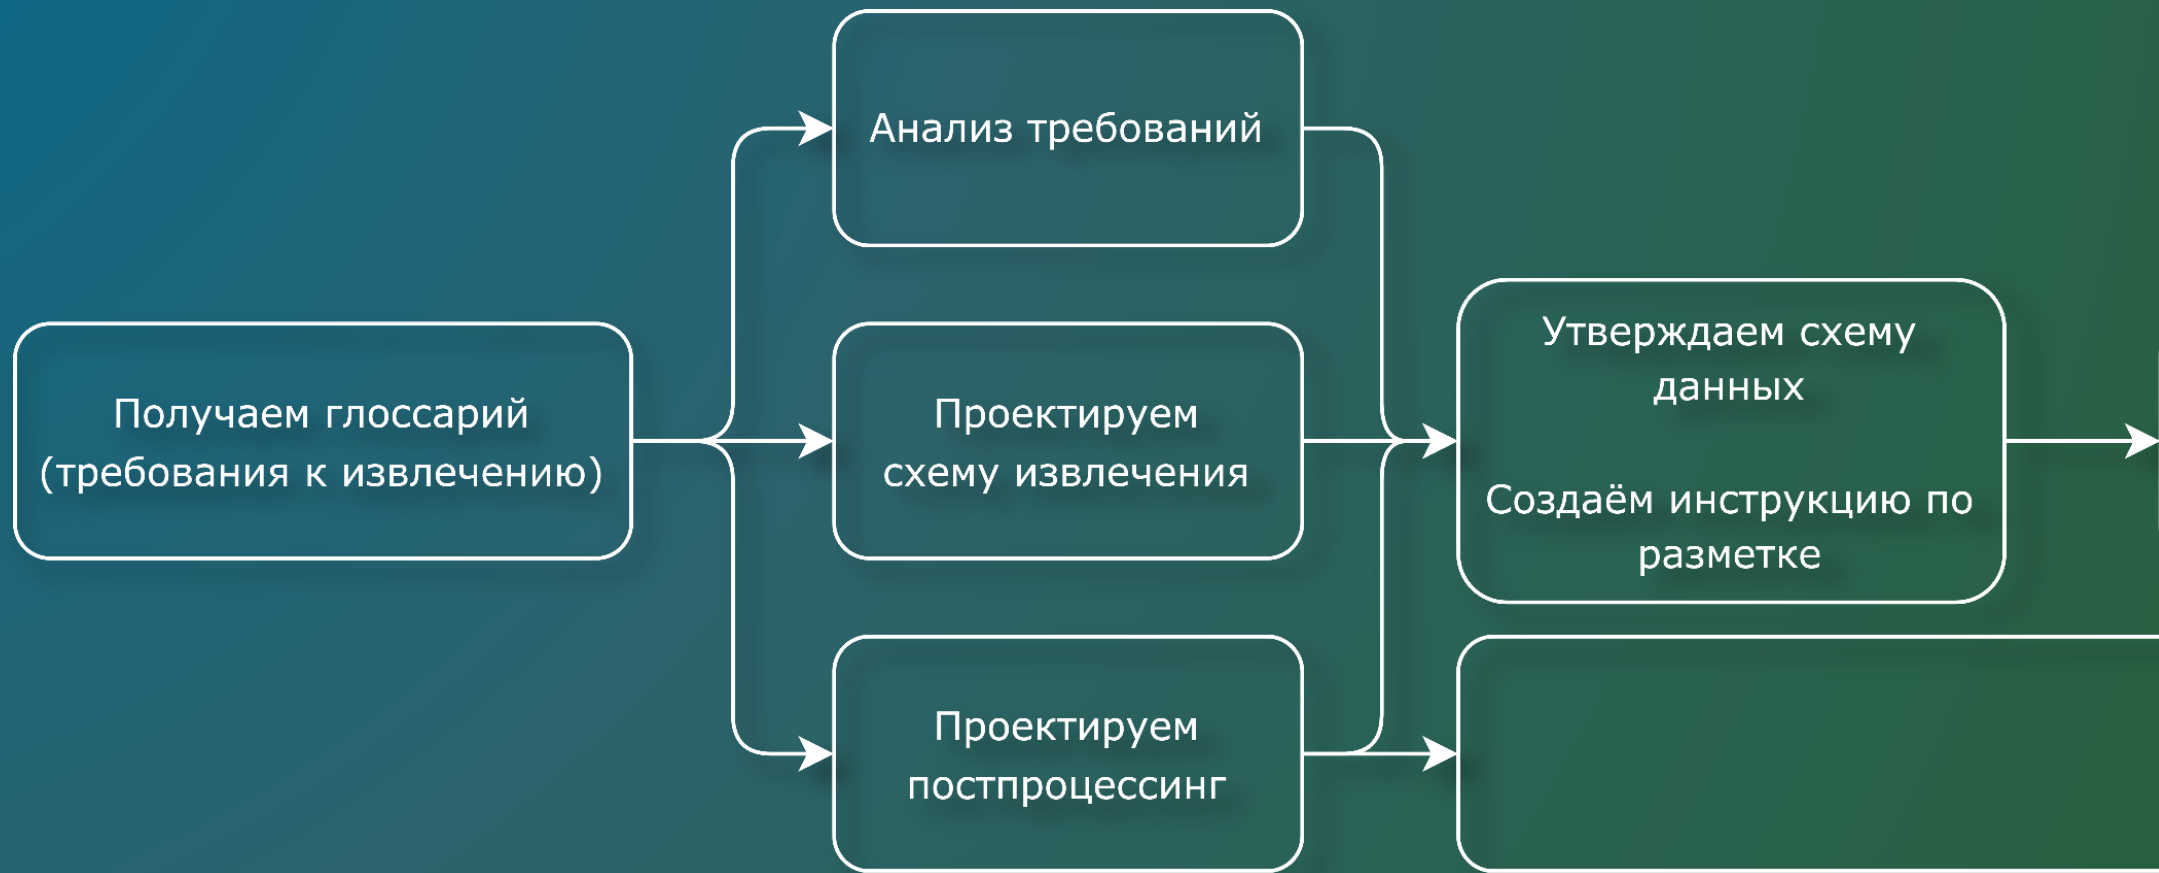 Анализ требований
Получаем глоссарий
(требования к извлечению)
Проектируем
схему извлечения
Проектируем
постпроцессинг
Утверждаем схему
данных
Создаём инструкцию по
разметке